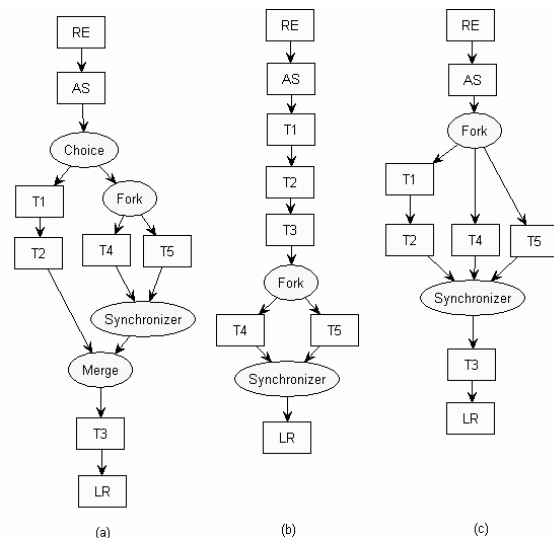 RE
AS
Choice
T1
Fork
T2
T4
T5
Synchronizer
Merge
T3
LR
(a)
RE
AS
T1
T2
T3
Fork
T4
T5
Synchronizer
LR
(b)
RE
AS
Fork
T1
T2
T4
T5
Synchronizer
T3
LR
(c)